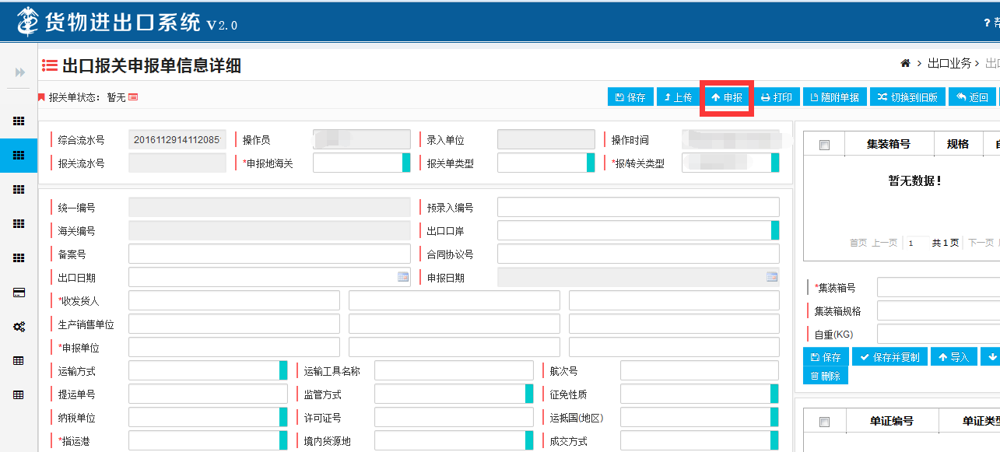 货物进出口系统 V2.0
? 帮
出口报关申报单信息详细
出口业务
报关单状态： 暂无
保存 上传 申报 打印 随附单据 切换到旧版 返回
综合流水号 2016112914112085 操作员 录入单位 操作时间
报关流水号 *申报地海关 报关单类型 *报/转关类型
统一编号 预录入编号
海关编号 出口口岸
备案号 合同协议号
出口日期 申报日期
*收发货人
生产销售单位
*申报单位
运输方式 运输工具名称 航次号
提运单号 监管方式 征免性质
纳税单位 许可证号 运抵国(地区)
*指运港 境内货源地 成交方式
集装箱号 规格
暂无数据！
首页 上一页 1 共 1 页 下一页
*集装箱号
集装箱规格
自重(KG)
保存 保存并复制 导入
删除
单证编号 单证类型